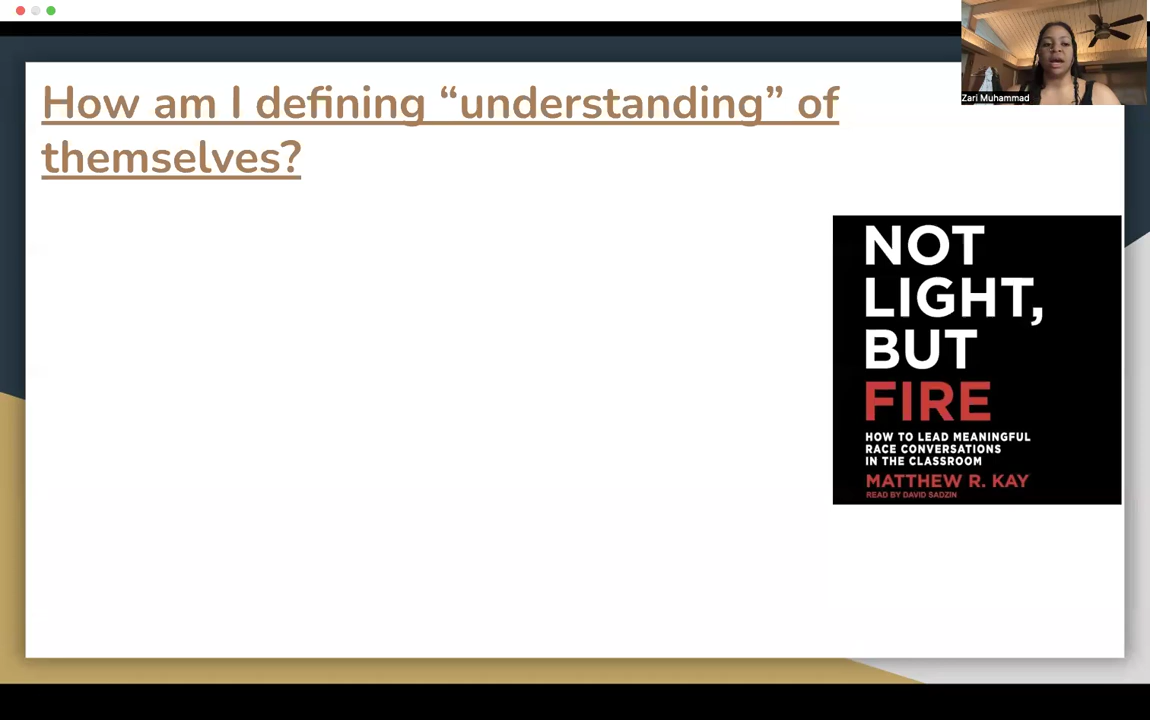 How am I defining “understanding” of
themselves?
Zari Muhammad
NOT
LIGHT,
BUT
FIRE
HOW TO LEAD MEANINGFUL
RACE CONVERSATIONS
IN THE CLASSROOM
MATTHEW R. KAY
READ BY DAVID SADZIN